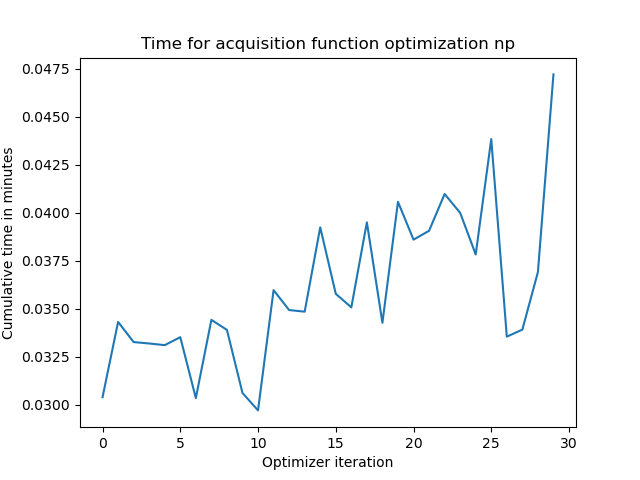 Time for acquisition function optimization np
Cumulative time in minutes
0.0475
0.0450
0.0425
0.0400
0.0375
0.0350
0.0325
0.0300
0 5 10 15 20 25 30
Optimizer iteration